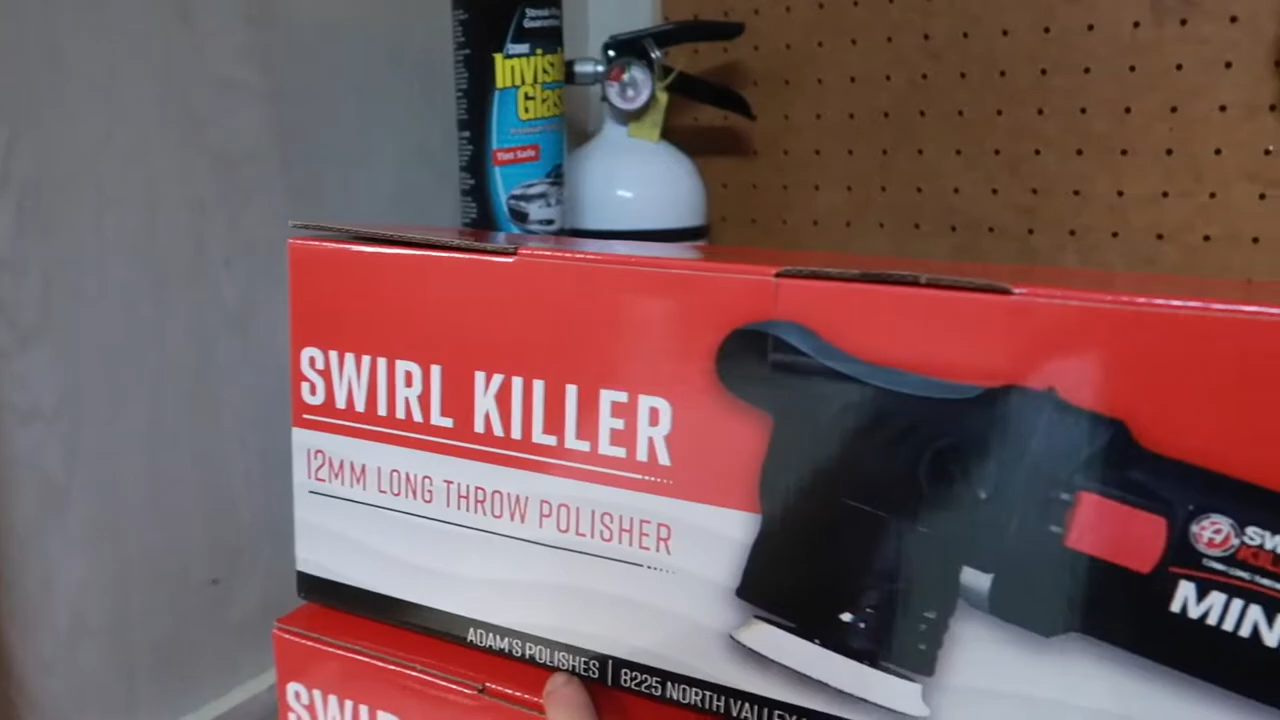 Invisible
Glass
Tint Safe
SWIRL KILLER
12MM LONG THROW POLISHER
MIN
ADAM'S POLISHES | 8225 NORTH VALLEY